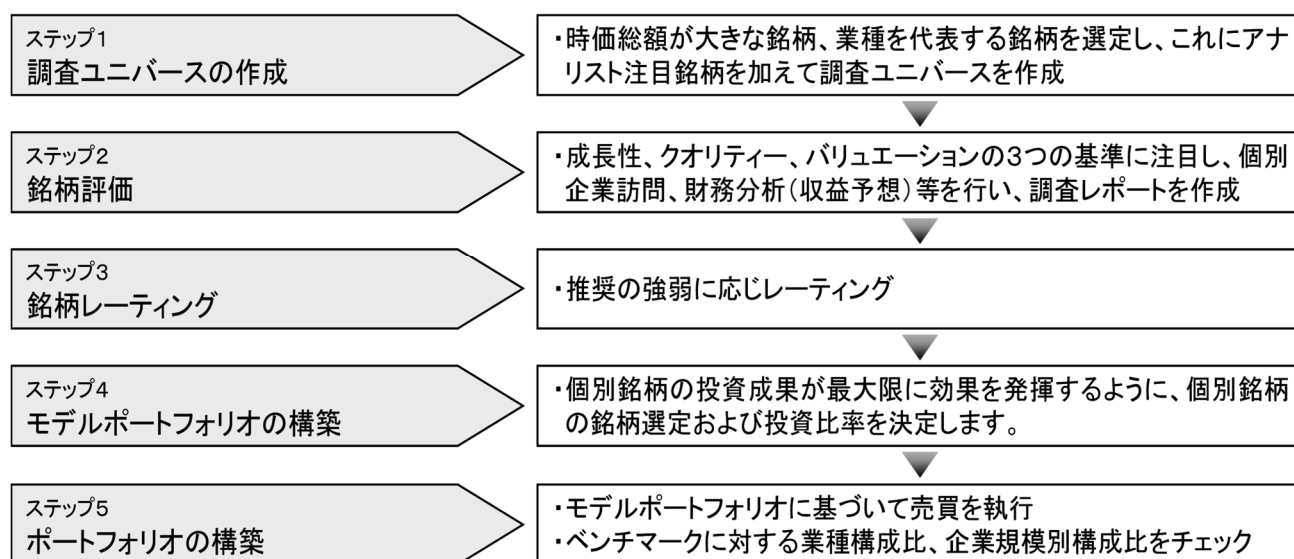 ステップ1
調査ユニバースの作成
・時価総額が大きな銘柄、業種を代表する銘柄を選定し、これにアナ
リスト注目銘柄を加えて調査ユニバースを作成
ステップ2
銘柄評価
・成長性、クオリティー、バリュエーションの3つの基準に注目し、個別
企業訪問、財務分析(収益予想)等を行い、調査レポートを作成
ステップ3
銘柄レーティング
・推奨の強弱に応じレーティング
ステップ4
モデルポートフォリオの構築
・個別銘柄の投資成果が最大限に効果を発揮するように、個別銘柄
の銘柄選定および投資比率を決定します。
ステップ5
ポートフォリオの構築
・モデルポートフォリオに基づいて売買を執行
・ベンチマークに対する業種構成比、企業規模別構成比をチェック